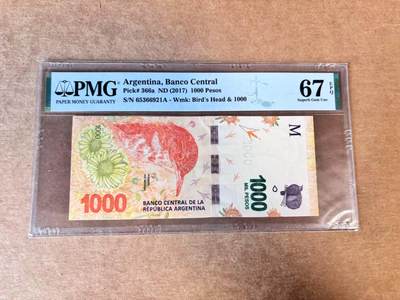 PMG
PAPER MONEY GUARANTY
Argentina, Banco Central
Pick# 366a ND (2017) 1000 Pesos
S/N 65366921A - Wmk: Bird's Head & 1000
67 EPQ
Superb Gem Unc
1000
M
1000
BANCO CENTRAL DE LA
REPÚBLICA ARGENTINA
1000
MIL PESOS